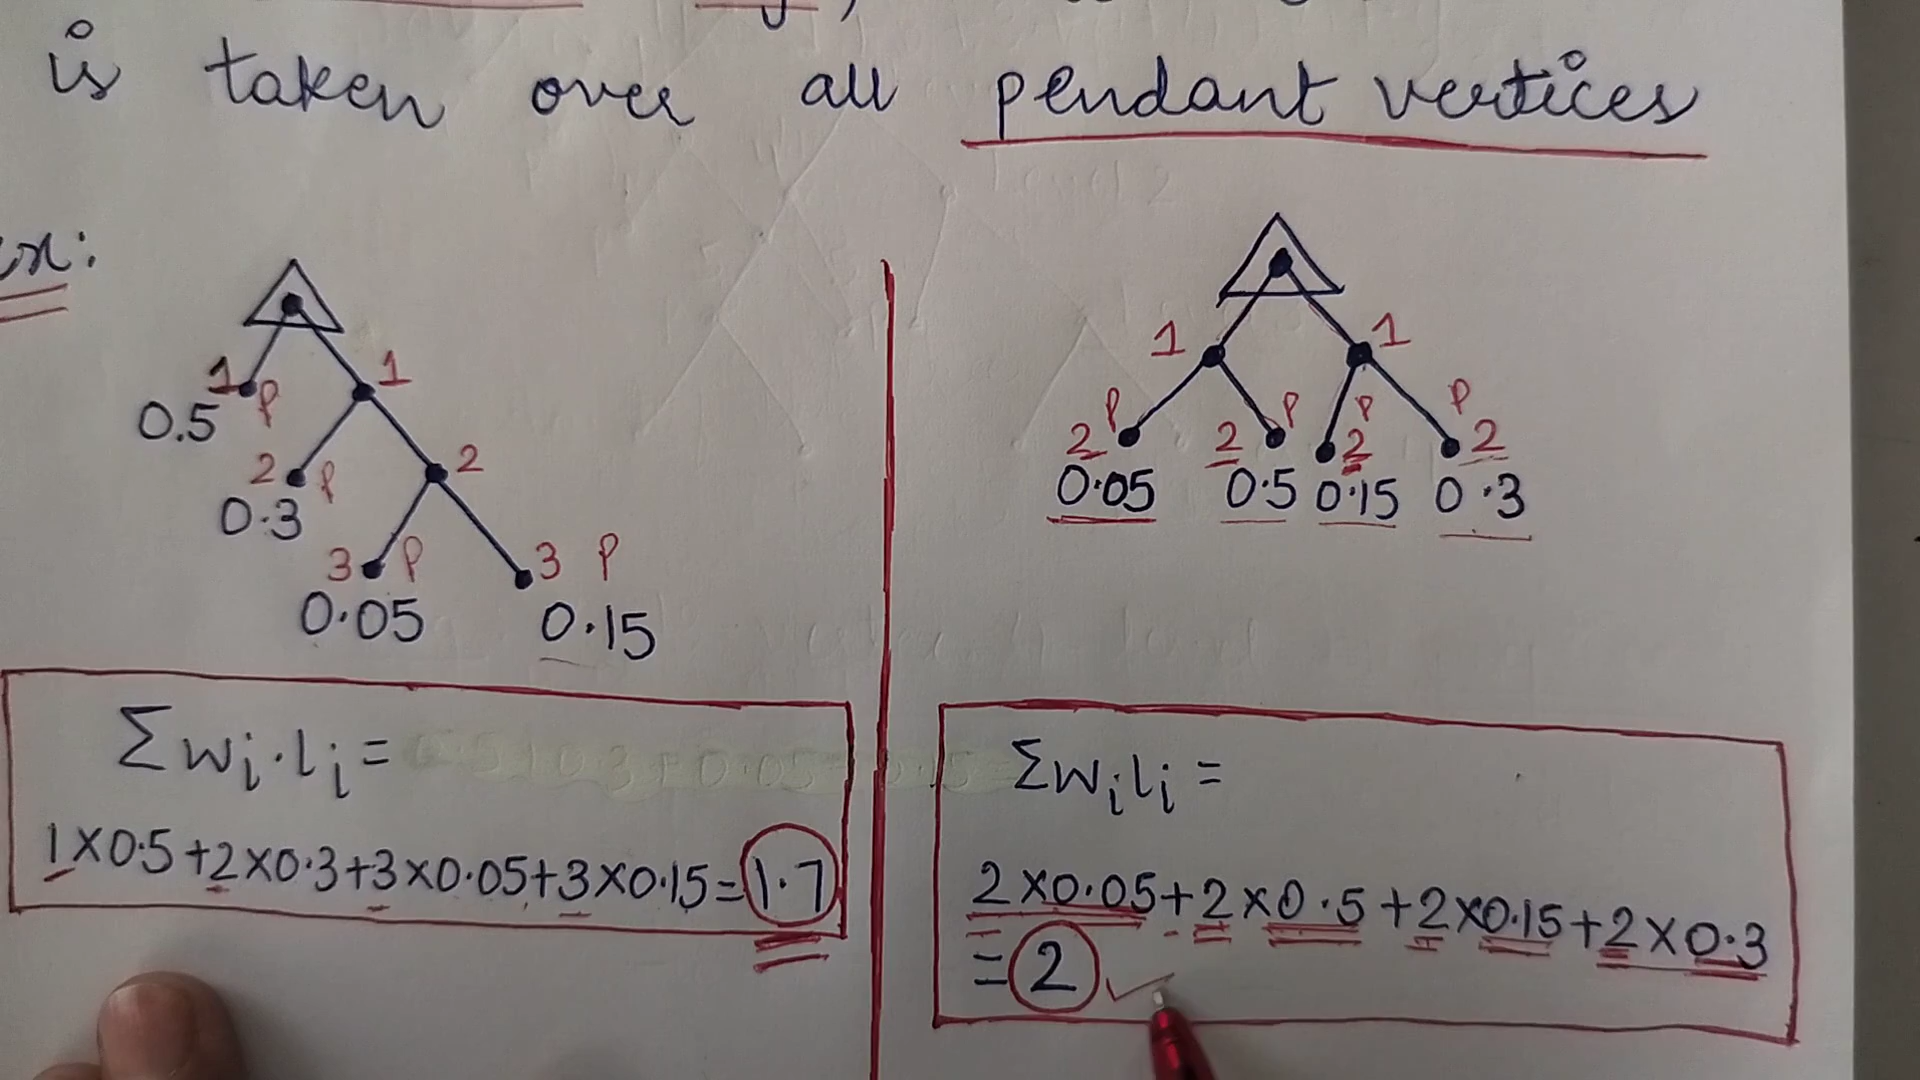 is taken over all pendant vertices
ex:
1 P 1
0.5
2 P 2
0.3
3 P 3 P
0.05 0.15
Σwi.li=
1×0.5+2×0.3+3×0.05+3×0.15=1.7
1 1
P P P P
2 2 2 2
0.05 0.5 0.15 0.3
Σwili =
2×0.05+2×0.5+2×0.15+2×0.3
=2